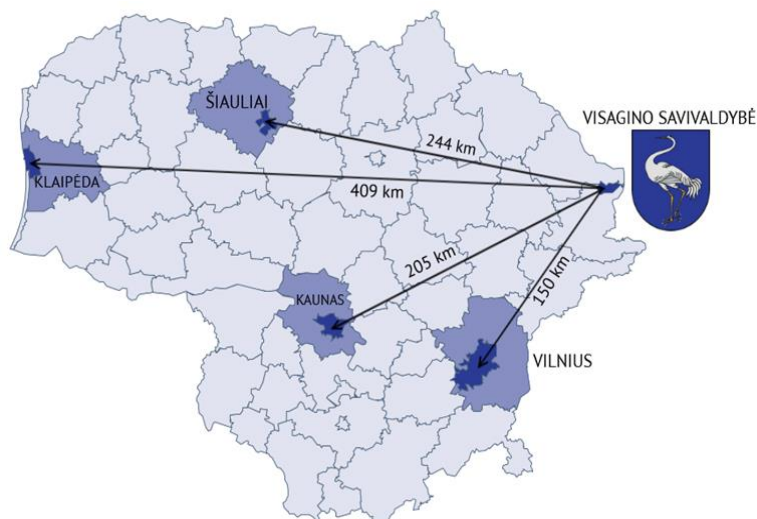 ŠIAULIAI
VISAGINO SAVIVALDYBĖ
244 km
KLAIPĖDA
409 km
205 km
150 km
KAUNAS
VILNIUS